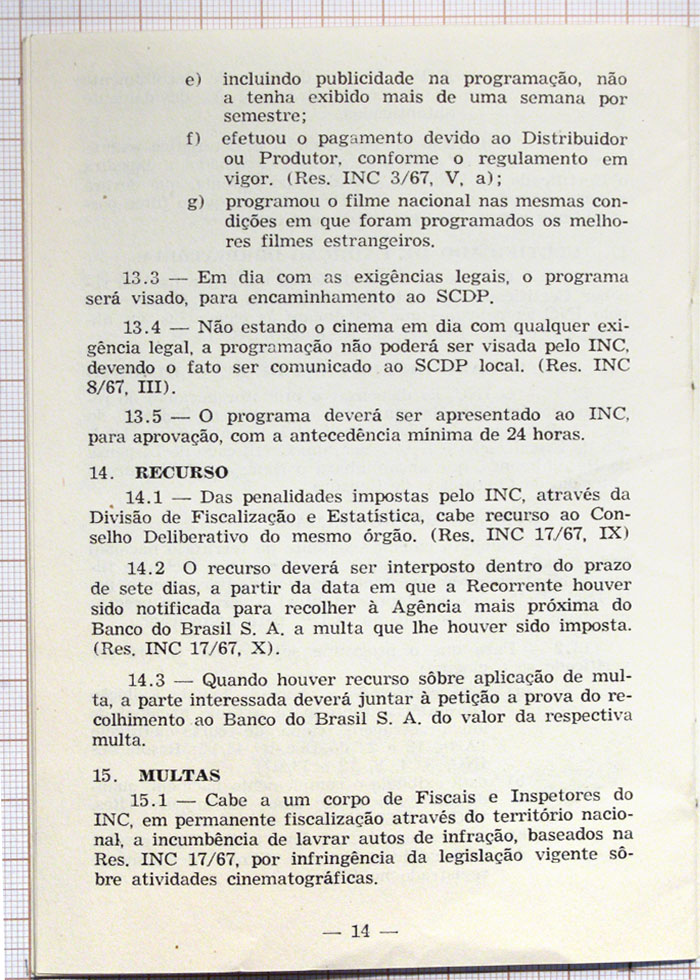 e) incluindo publicidade na programação, não
a tenha exibido mais de uma semana por
semestre;
f) efetuou o pagamento devido ao Distribuidor
ou Produtor, conforme o regulamento em
vigor. (Res. INC 3/67, V, a);
g) programou o filme nacional nas mesmas con-
dições em que foram programados os melho-
res filmes estrangeiros.
13.3 — Em dia com as exigências legais, o programa
será visado, para encaminhamento ao SCDP.
13.4 — Não estando o cinema em dia com qualquer exi-
gência legal, a programação não poderá ser visada pelo INC,
devendo o fato ser comunicado ao SCDP local. (Res. INC
8/67, III).
13.5 — O programa deverá ser apresentado ao INC,
para aprovação, com a antecedência mínima de 24 horas.
14. RECURSO
14.1 — Das penalidades impostas pelo INC, através da
Divisão de Fiscalização e Estatística, cabe recurso ao Con-
selho Deliberativo do mesmo órgão. (Res. INC 17/67, IX)
14.2 O recurso deverá ser interposto dentro do prazo
de sete dias, a partir da data em que a Recorrente houver
sido notificada para recolher à Agência mais próxima do
Banco do Brasil S. A. a multa que lhe houver sido imposta.
(Res. INC 17/67, X).
14.3 — Quando houver recurso sôbre aplicação de mul-
ta, a parte interessada deverá juntar à petição a prova do re-
colhimento ao Banco do Brasil S. A. do valor da respectiva
multa.
15. MULTAS
15.1 — Cabe a um corpo de Fiscais e Inspetores do
INC, em permanente fiscalização através do território nacio-
nal, a incumbência de lavrar autos de infração, baseados na
Res. INC 17/67, por infringência da legislação vigente sô-
bre atividades cinematográficas.
— 14 —